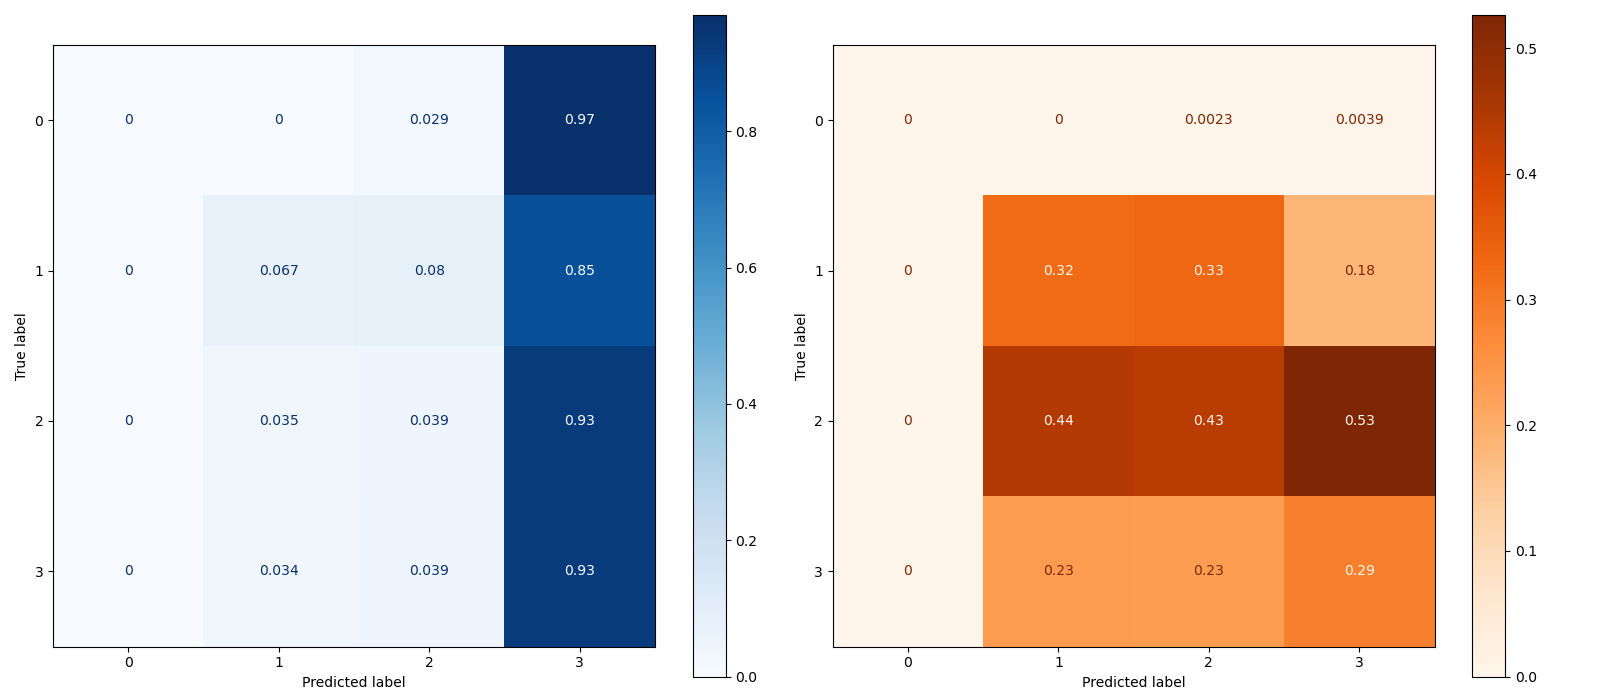 0 0 0 0.029 0.97
1 0 0.067 0.08 0.85
2 0 0.035 0.039 0.93
3 0 0.034 0.039 0.93
0 1 2 3
True label
Predicted label
0.8
0.6
0.4
0.2
0.0
0 0 0 0.0023 0.0039
1 0 0.32 0.33 0.18
2 0 0.44 0.43 0.53
3 0 0.23 0.23 0.29
0 1 2 3
True label
Predicted label
0.5
0.4
0.3
0.2
0.1
0.0